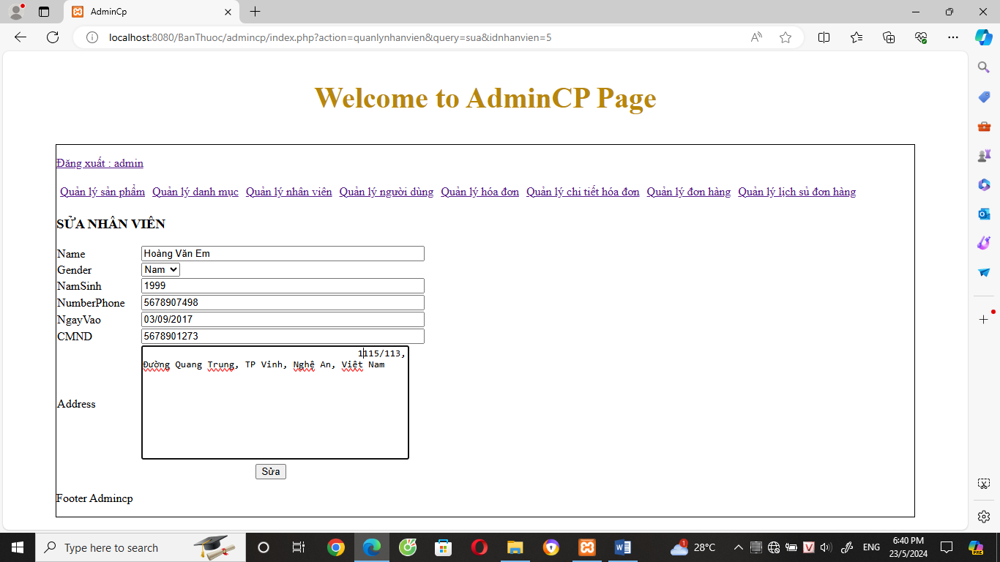 AdminCp
localhost:8080/BanThuoc/admincp/index.php?action=quanlynhanvien&query=sua&idnhanvien=5
Welcome to AdminCP Page
Đăng xuất : admin
Quản lý sản phẩm Quản lý danh mục Quản lý nhân viên Quản lý người dùng Quản lý hóa đơn Quản lý chi tiết hóa đơn Quản lý đơn hàng Quản lý lịch sủ đơn hàng
SỬA NHÂN VIÊN
Name Hoàng Văn Em
Gender Nam
NamSinh 1999
NumberPhone 5678907498
NgayVao 03/09/2017
CMND 5678901273
1115/113,
Đường Quang Trung, TP Vinh, Nghệ An, Việt Nam
Address
Sửa
Footer Admincp
Type here to search
1
28°C
ENG
6:40 PM
23/5/2024
PRE